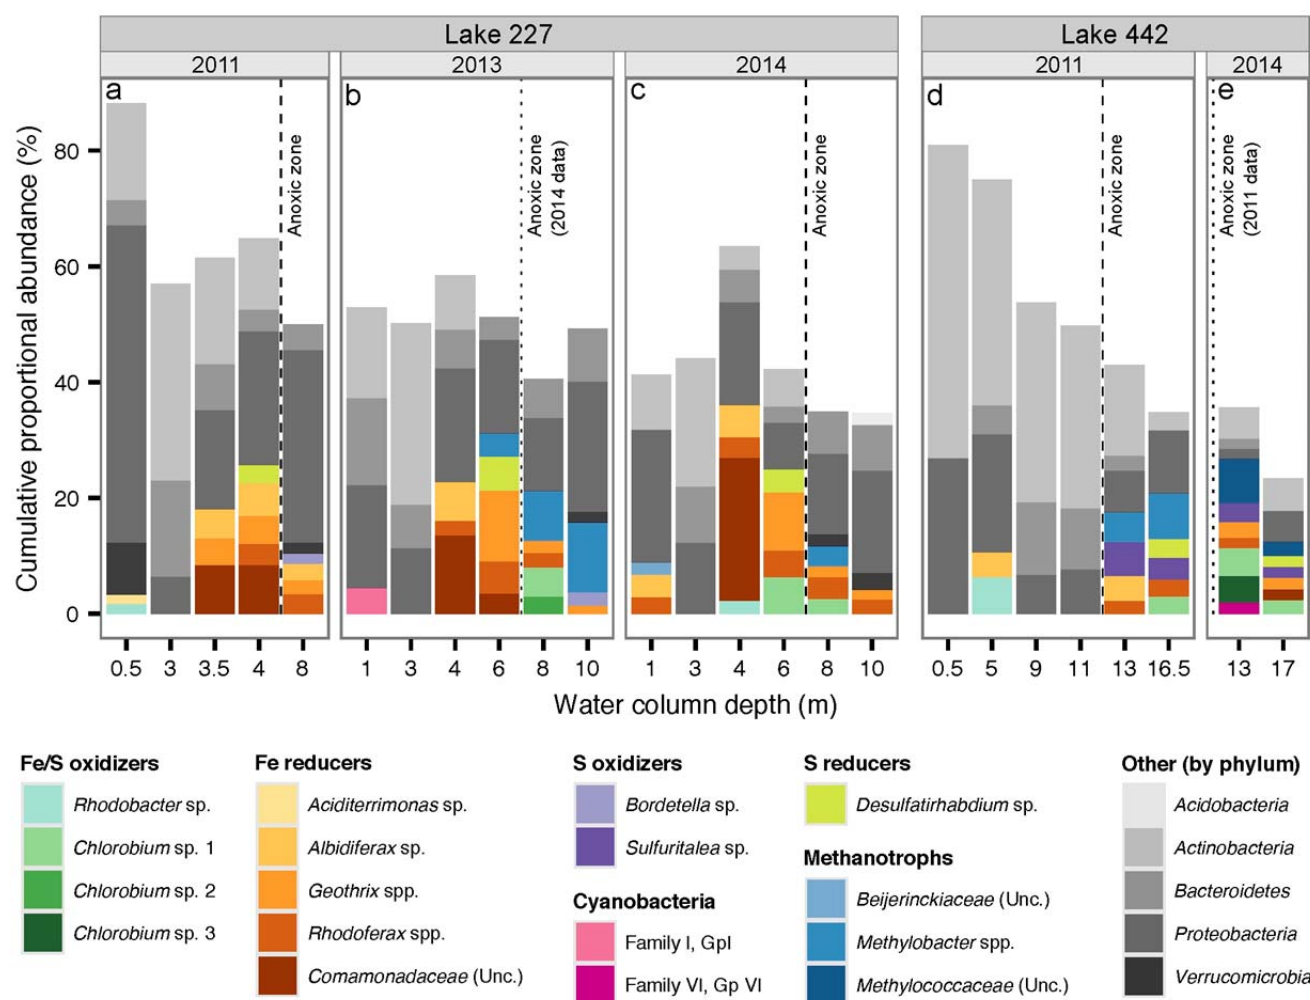 Lake 227
Lake 442
2011
2013
2014
2011
2014
a
b
c
d
e
Anoxic zone
Anoxic zone
(2014 data)
Anoxic zone
Anoxic zone
Anoxic zone
(2011 data)
Cumulative proportional abundance (%)
80
60
40
20
0
0.5 3 3.5 4 8
1 3 4 6 8 10
1 3 4 6 8 10
0.5 5 9 11 13 16.5
13 17
Water column depth (m)
Fe/S oxidizers
Rhodobacter sp.
Chlorobium sp. 1
Chlorobium sp. 2
Chlorobium sp. 3
Fe reducers
Aciditerrimonas sp.
Albidiferax sp.
Geothrix spp.
Rhodoferax spp.
Comamonadaceae (Unc.)
S oxidizers
Bordetella sp.
Sulfuritalea sp.
Cyanobacteria
Family I, GpI
Family VI, Gp VI
S reducers
Desulfatirhabdium sp.
Methanotrophs
Beijerinckiaceae (Unc.)
Methylobacter spp.
Methylococcaceae (Unc.)
Other (by phylum)
Acidobacteria
Actinobacteria
Bacteroidetes
Proteobacteria
Verrucomicrobia